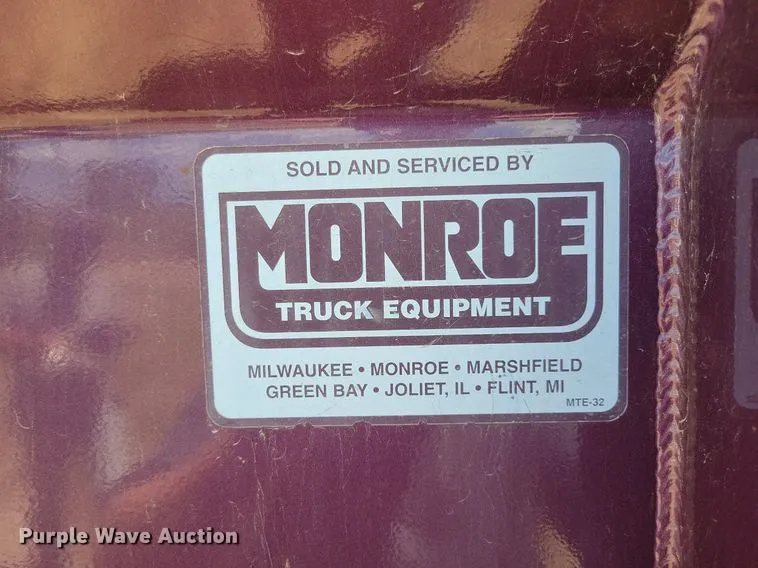 SOLD AND SERVICED BY
MONROE
TRUCK EQUIPMENT
MILWAUKEE • MONROE • MARSHFIELD
GREEN BAY • JOLIET, IL • FLINT, MI
MTE-32
Purple Wave Auction